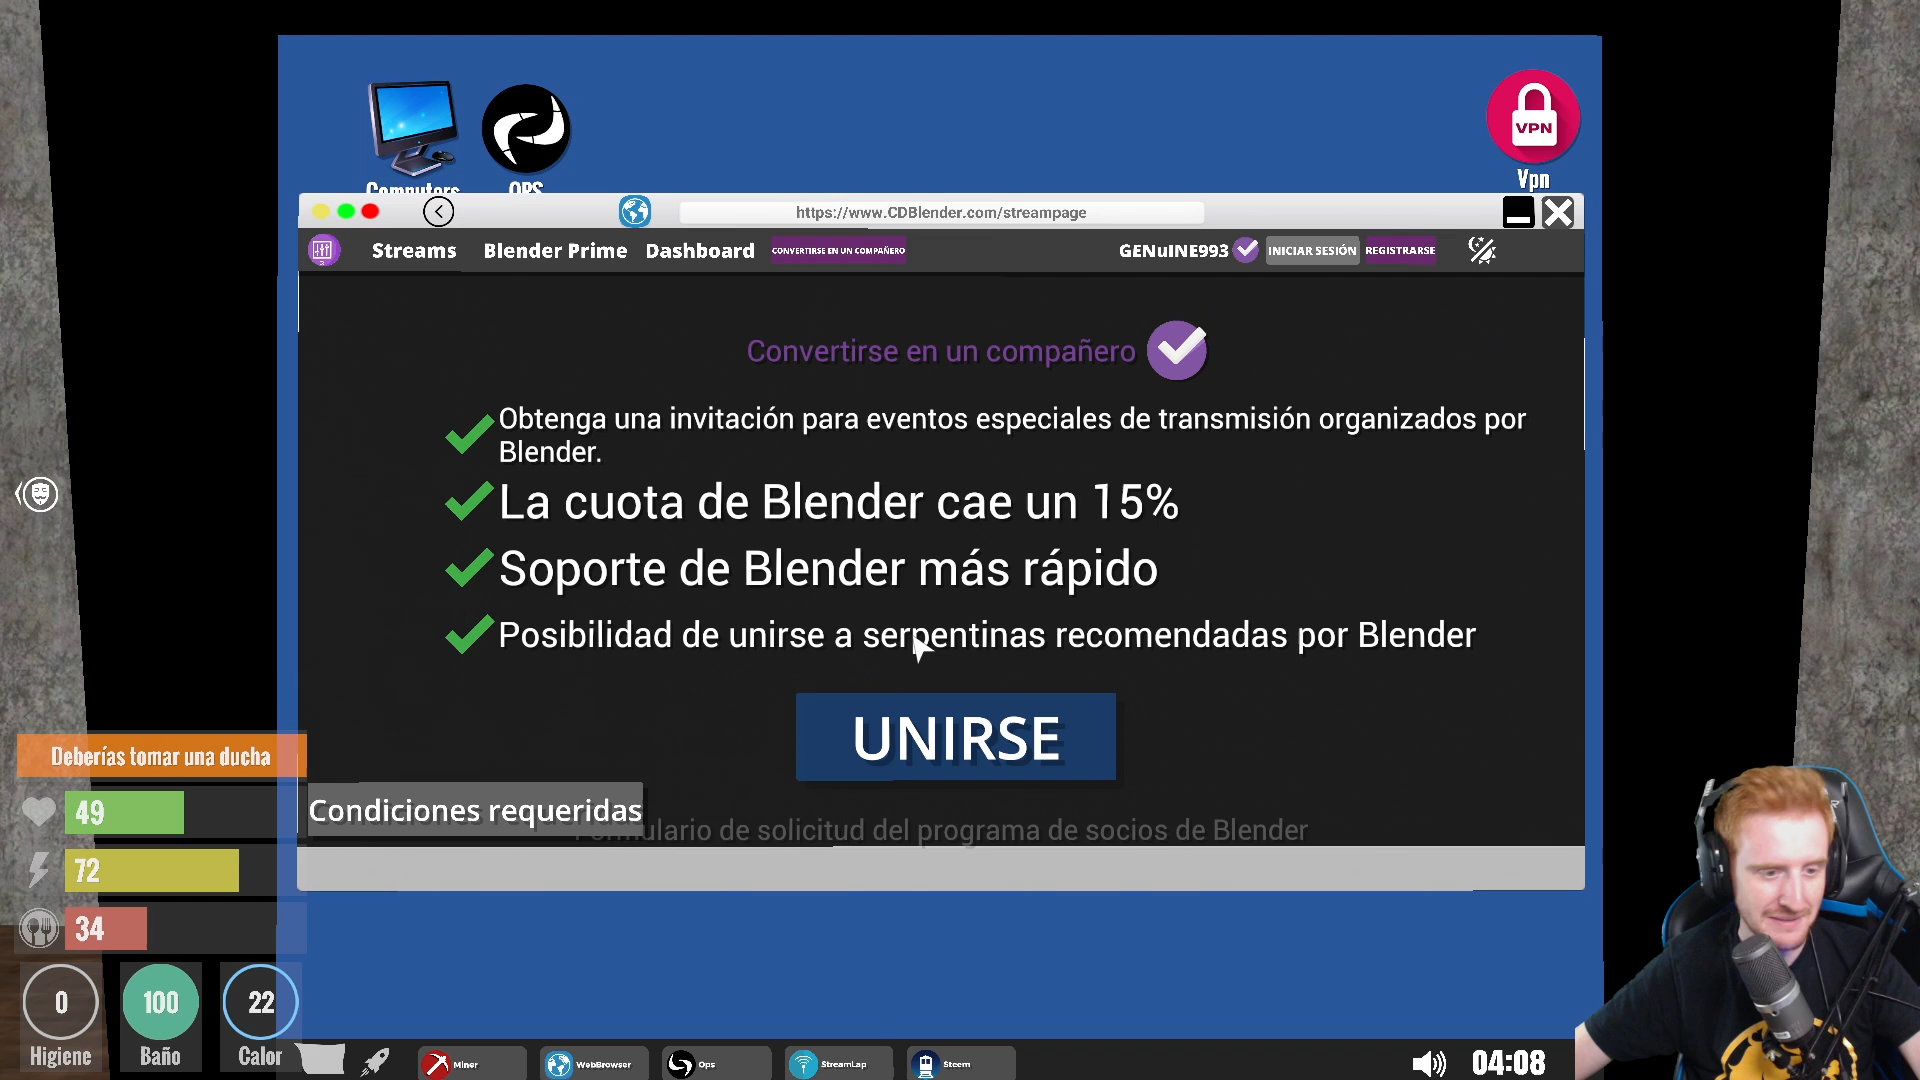 VPN
Computers
OPS
Vpn
https://www.CDBlender.com/streampage
Streams
Blender Prime
Dashboard
CONVERTIRSE EN UN COMPAÑERO
GENuINE993
INICIAR SESIÓN
REGISTRARSE
Convertirse en un compañero
Obtenga una invitación para eventos especiales de transmisión organizados por
Blender.
La cuota de Blender cae un 15%
Soporte de Blender más rápido
Posibilidad de unirse a serpentinas recomendadas por Blender
UNIRSE
Deberías tomar una ducha
Condiciones requeridas
Formulario de solicitud del programa de socios de Blender
49
72
34
0
100
22
Higiene
Baño
Calor
Miner
WebBrowser
Ops
StreamLap
Steem
04:08